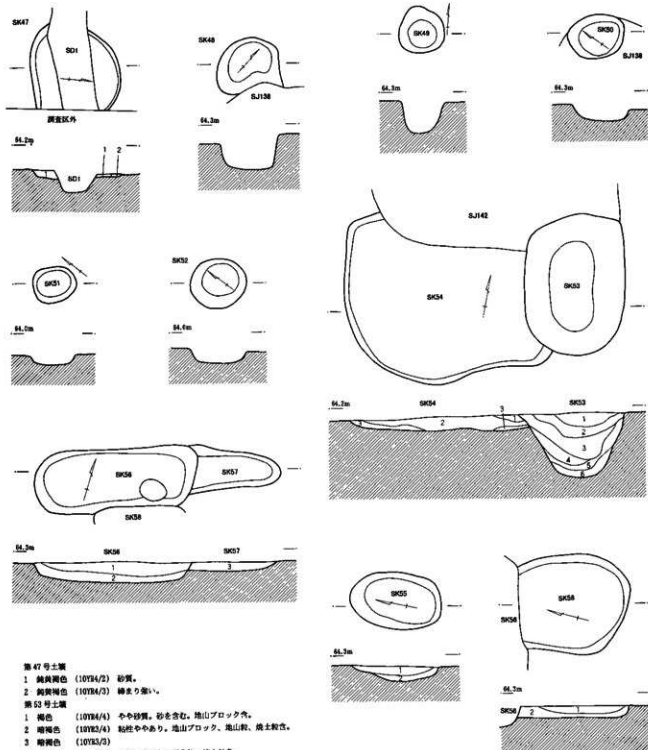 SK47
SD1
調査区外
64.2m
1 2
SD1
SK48
SJ138
64.3m
SK49
64.3m
SK50
SJ138
64.3m
SK51
64.0m
SK52
64.0m
SJ142
SK54
SK53
64.2m
SK54
SK53
3
1
2
1
1
2
3
4
5
6
SK56
SK57
SK58
64.3m
SK56
SK57
1
2
3
SK55
64.3m
1
SK56
SK58
64.3m
SK56
2
1
第47号土壙
1 鈍黄褐色 (10YR4/2) 砂質。
2 鈍黄褐色 (10YR4/3) 締まり強い。
第53号土壙
1 褐色 (10YR4/4) やや砂質。砂を含む。地山ブロック含。
2 暗褐色 (10YR3/4) 粘性ややあり。地山ブロック、地山粒、焼土粒含。
3 暗褐色 (10YR3/3)